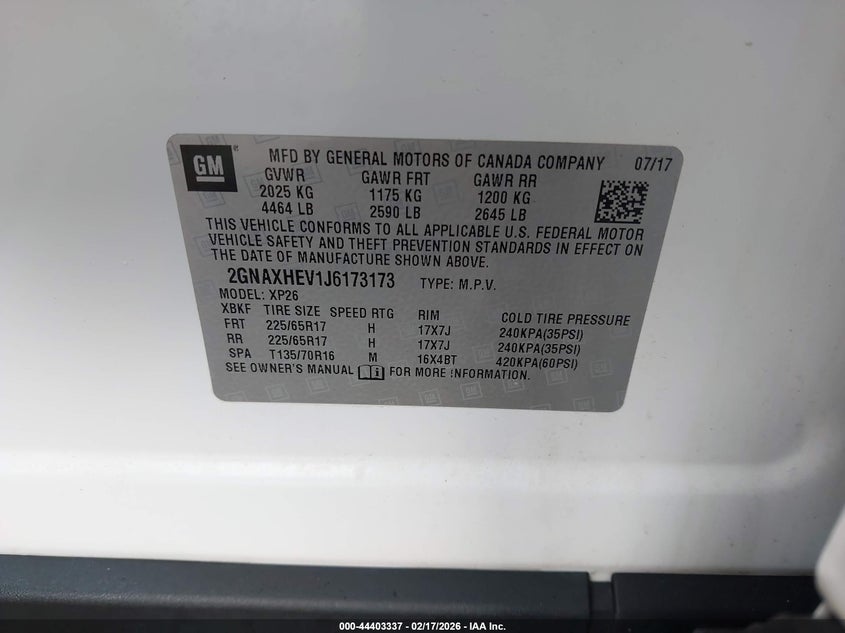 GM
MFD BY GENERAL MOTORS OF CANADA COMPANY 07/17
GVWR GAWR FRT GAWR RR
2025 KG 1175 KG 1200 KG
4464 LB 2590 LB 2645 LB
THIS VEHICLE CONFORMS TO ALL APPLICABLE U.S. FEDERAL MOTOR
VEHICLE SAFETY AND THEFT PREVENTION STANDARDS IN EFFECT ON
THE DATE OF MANUFACTURE SHOWN ABOVE.
2GNAXHEV1J6173173 TYPE: M.P.V.
MODEL: XP26
XBKF TIRE SIZE SPEED RTG RIM COLD TIRE PRESSURE
FRT 225/65R17 H 17X7J 240KPA(35PSI)
RR 225/65R17 H 17X7J 240KPA(35PSI)
SPA T135/70R16 M 16X4BT 420KPA(60PSI)
SEE OWNER'S MANUAL FOR MORE INFORMATION.
000-44403337 - 02/17/2026 - IAA Inc.